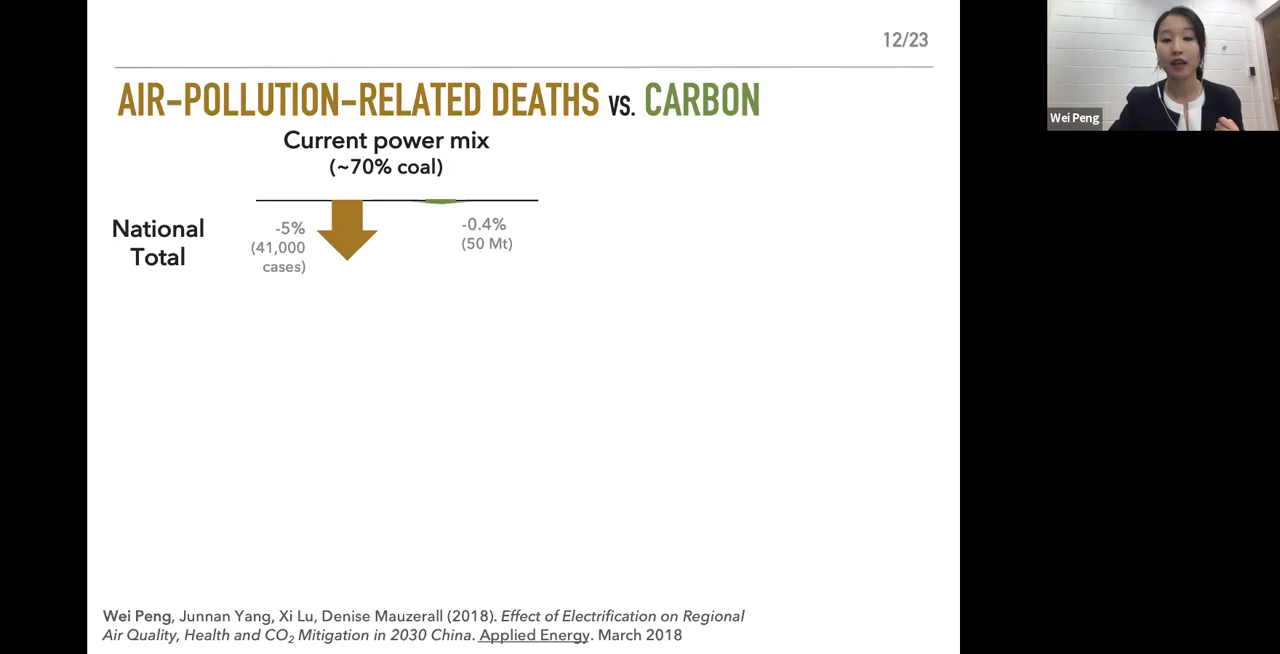 12/23
AIR-POLLUTION-RELATED DEATHS VS. CARBON
Current power mix
(~70% coal)
National
Total
-5%
(41,000
cases)
-0.4%
(50 Mt)
Wei Peng, Junnan Yang, Xi Lu, Denise Mauzerall (2018). Effect of Electrification on Regional
Air Quality, Health and CO2 Mitigation in 2030 China. Applied Energy. March 2018
Wei Peng